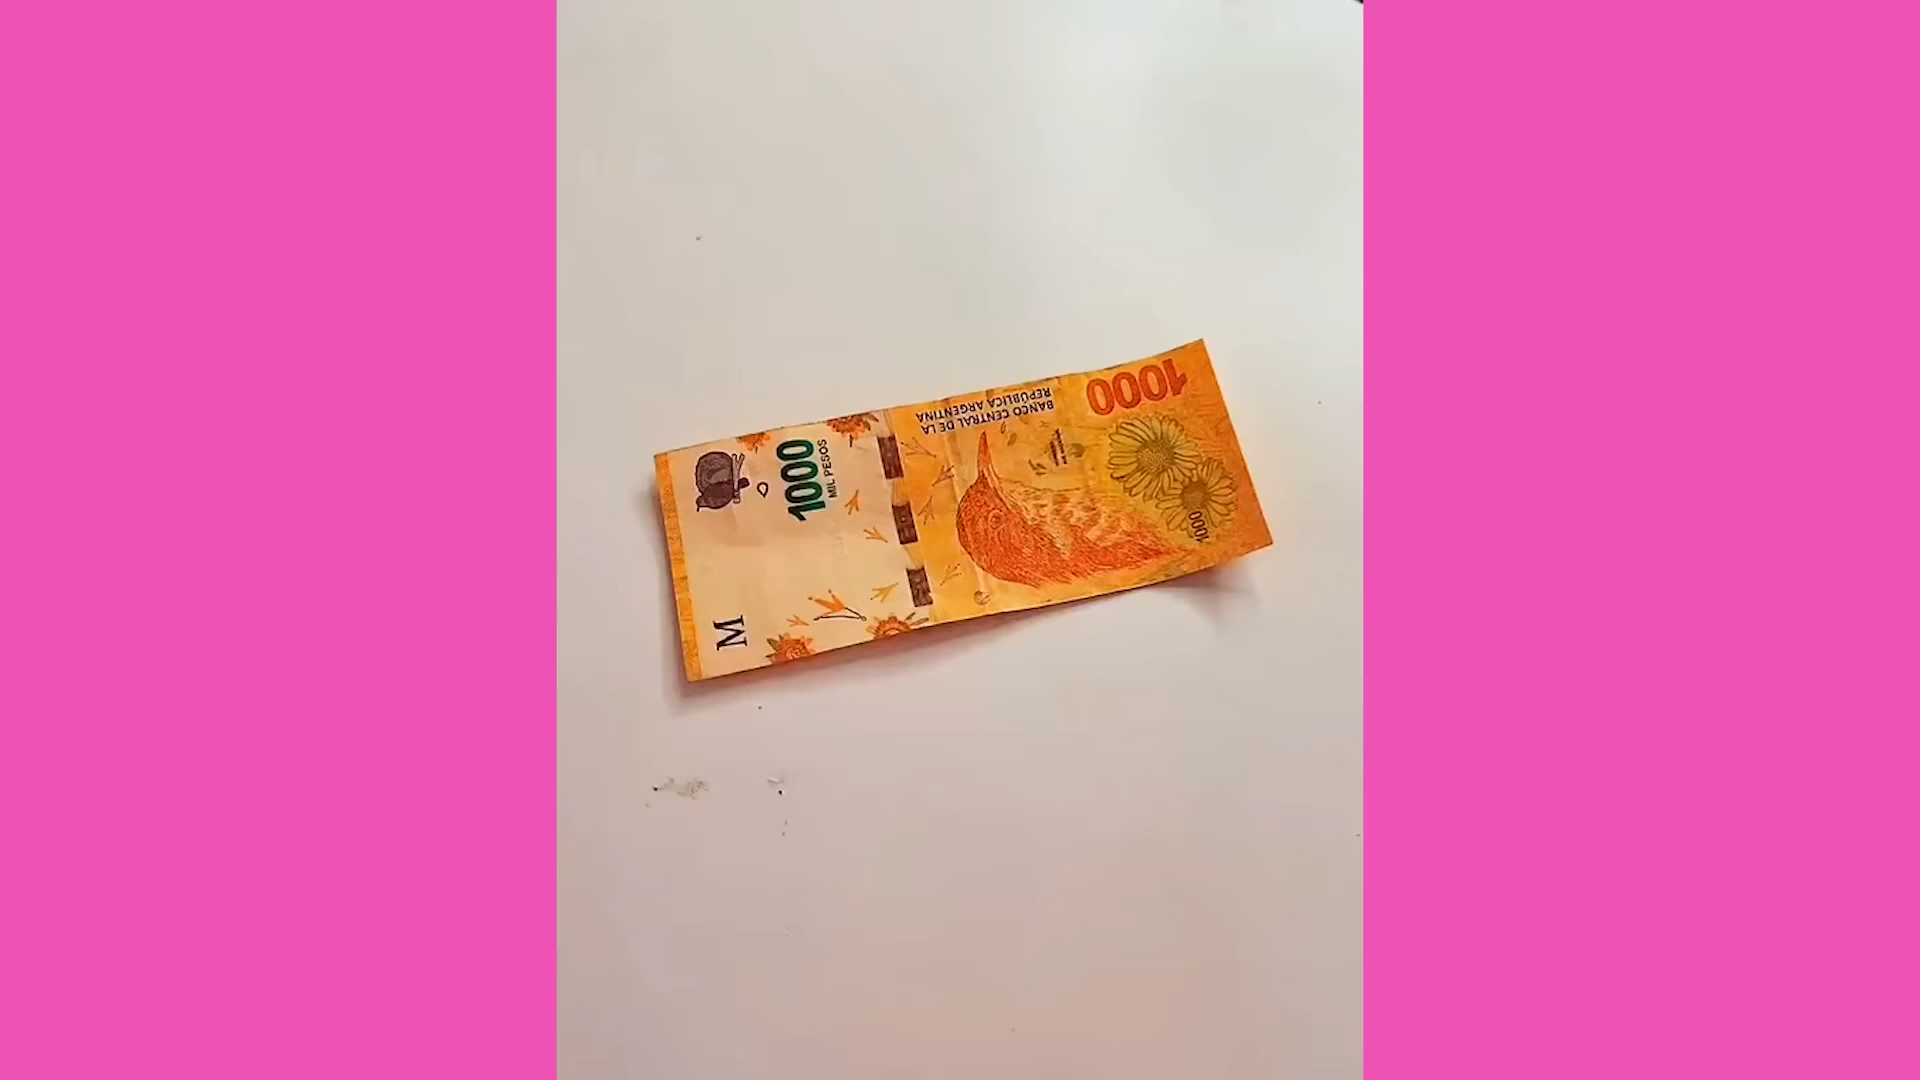 1000
MIL PESOS
M
BANCO CENTRAL DE LA
REPÚBLICA ARGENTINA
1000
1000